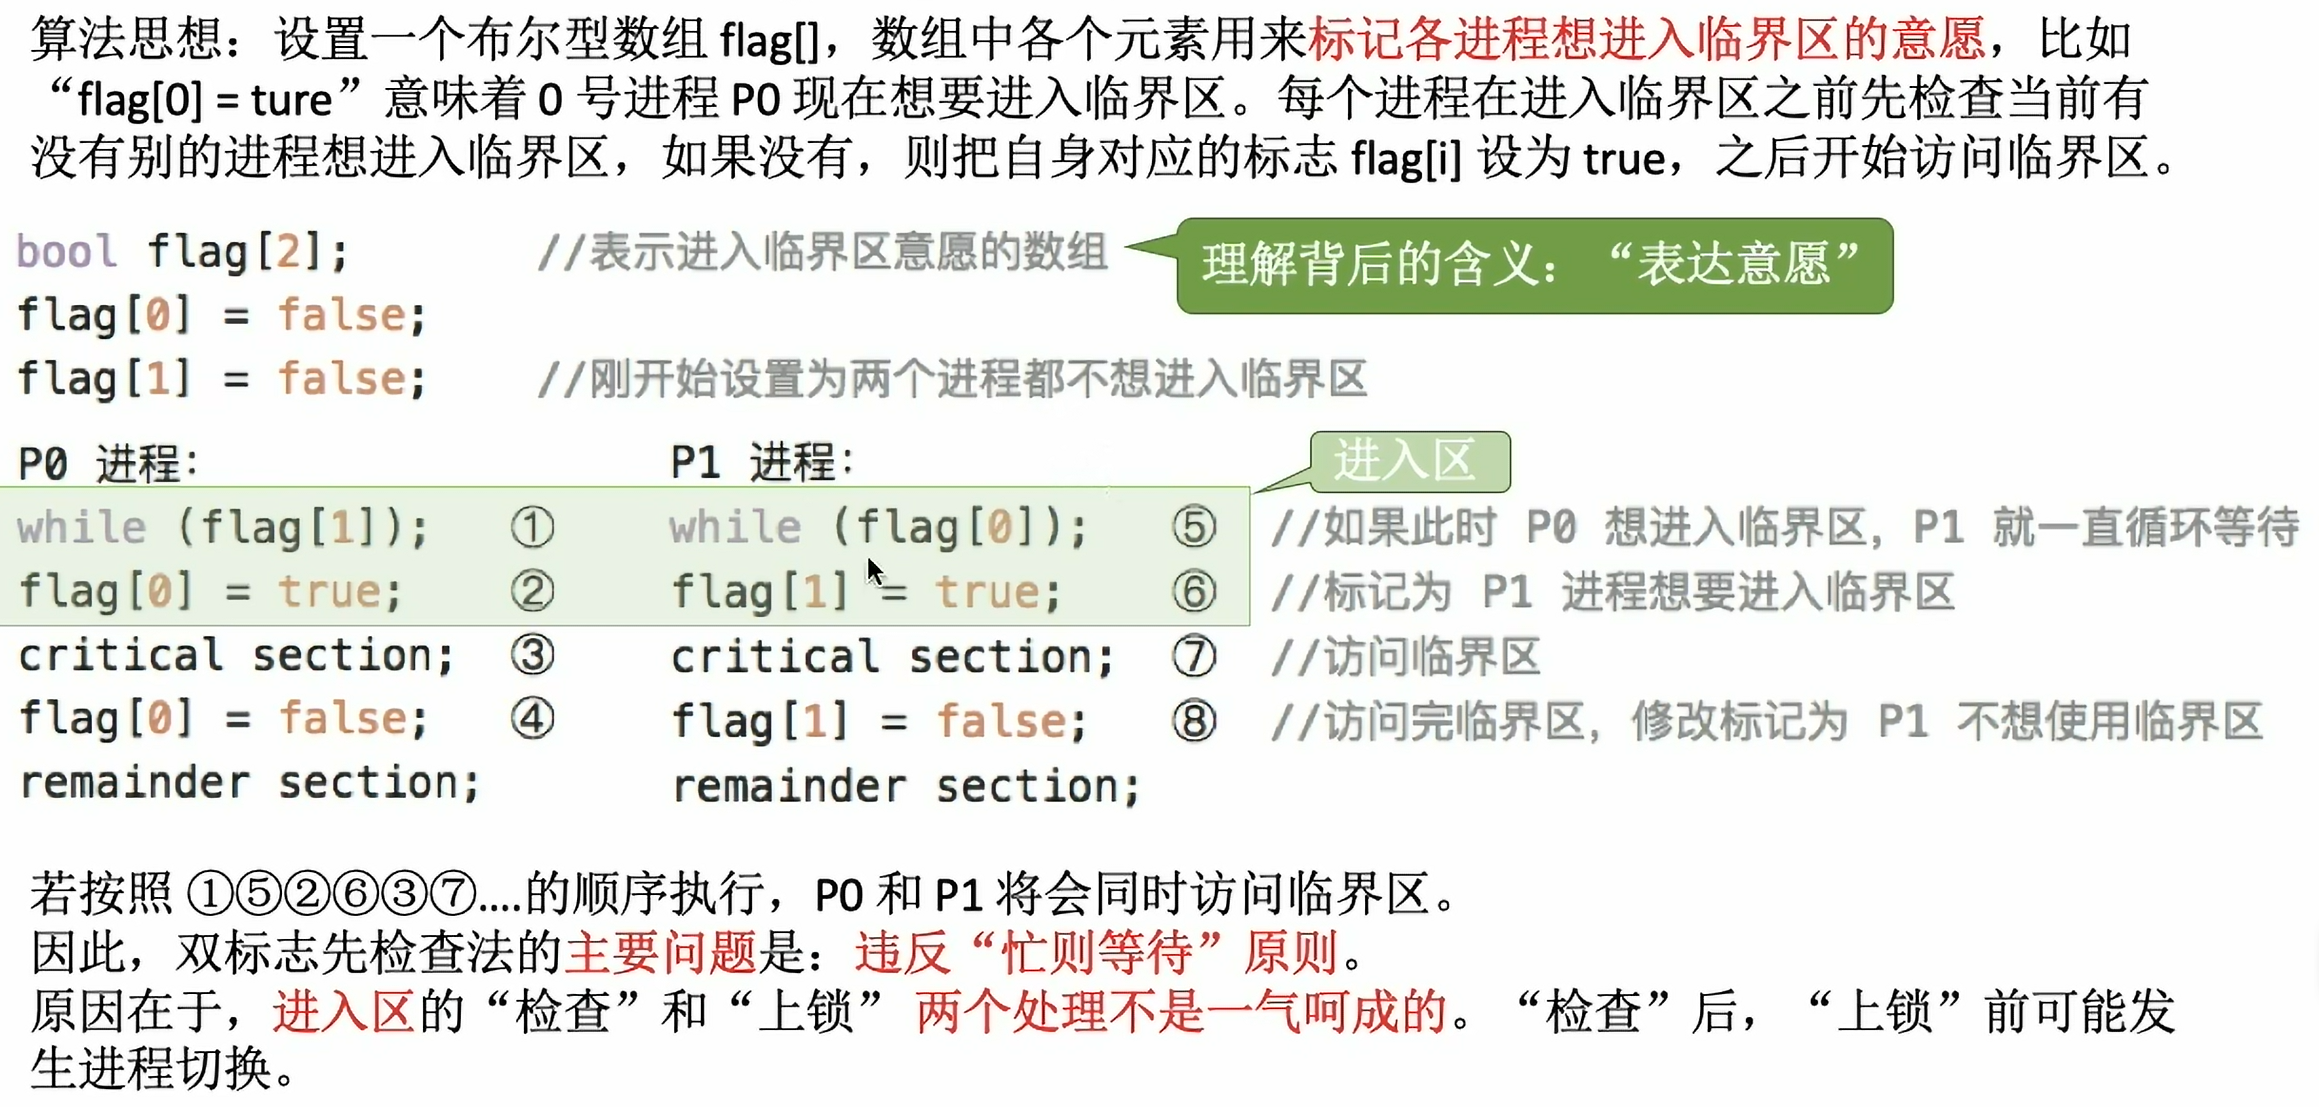 算法思想：设置一个布尔型数组 flag[]，数组中各个元素用来标记各进程想进入临界区的意愿，比如
“flag[0] = ture”意味着 0 号进程 P0 现在想要进入临界区。每个进程在进入临界区之前先检查当前有
没有别的进程想进入临界区，如果没有，则把自身对应的标志 flag[i] 设为 true，之后开始访问临界区。
bool flag[2]; //表示进入临界区意愿的数组
理解背后的含义：“表达意愿”
flag[0] = false;
flag[1] = false; //刚开始设置为两个进程都不想进入临界区
P0 进程： P1 进程：
进入区
while (flag[1]); ① while (flag[0]); ⑤ //如果此时 P0 想进入临界区，P1 就一直循环等待
flag[0] = true; ② flag[1] = true; ⑥ //标记为 P1 进程想要进入临界区
critical section; ③ critical section; ⑦ //访问临界区
flag[0] = false; ④ flag[1] = false; ⑧ //访问完临界区，修改标记为 P1 不想使用临界区
remainder section; remainder section;
若按照 ①⑤②⑥③⑦….的顺序执行，P0 和 P1 将会同时访问临界区。
因此，双标志先检查法的主要问题是：违反“忙则等待”原则。
原因在于，进入区的“检查”和“上锁” 两个处理不是一气呵成的。“检查”后，“上锁”前可能发
生进程切换。